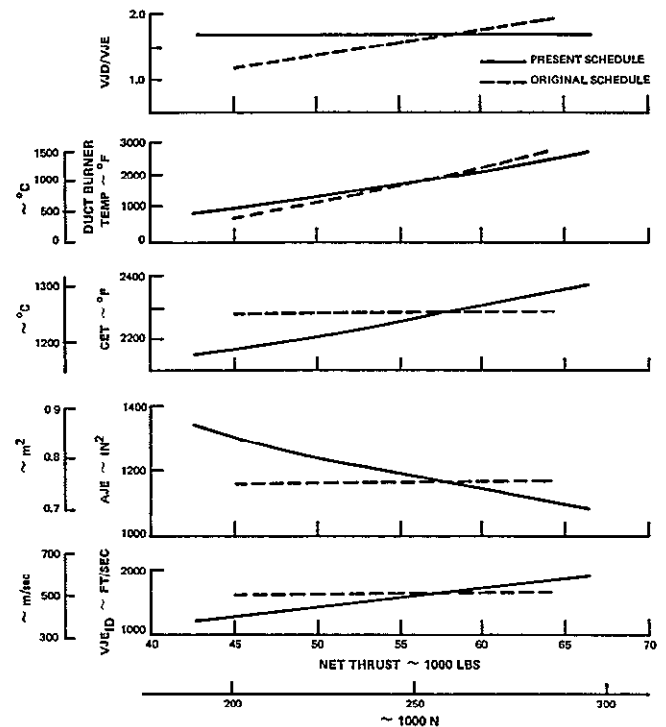 VJD/VJE
2.0
1.0
PRESENT SCHEDULE
ORIGINAL SCHEDULE
~ °C
1500
1000
500
0
DUCT BURNER
TEMP ~ °F
3000
2000
1000
0
~ °C
1300
1200
CET ~ °F
2400
2200
~ m²
0.9
0.8
0.7
AJE ~ IN²
1400
1200
1000
~ m/sec
700
500
300
VJE_ID ~ FT/SEC
2000
1000
40 45 50 55 60 65 70
NET THRUST ~ 1000 LBS
200 250 300
~ 1000 N